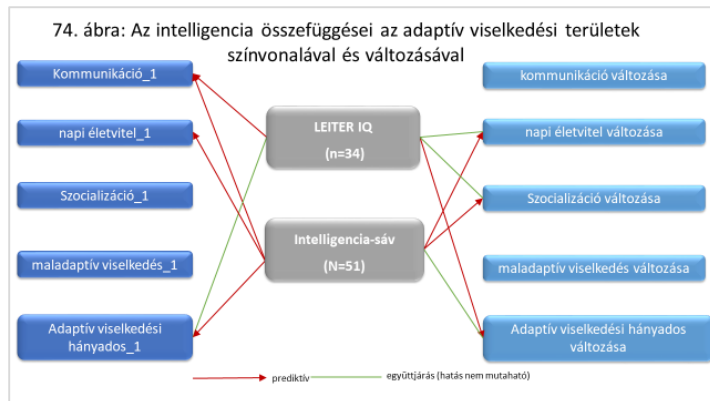 74. ábra: Az intelligencia összefüggései az adaptív viselkedési területek
színvonalával és változásával
Kommunikáció_1
napi életvitel_1
Szocializáció_1
maladaptív viselkedés_1
Adaptív viselkedési
hányados_1
LEITER IQ
(n=34)
Intelligencia-sáv
(N=51)
kommunikáció változása
napi életvitel változása
Szocializáció változása
maladaptív viselkedés változása
Adaptív viselkedési hányados
változása
prediktív
együttjárás (hatás nem mutaható)